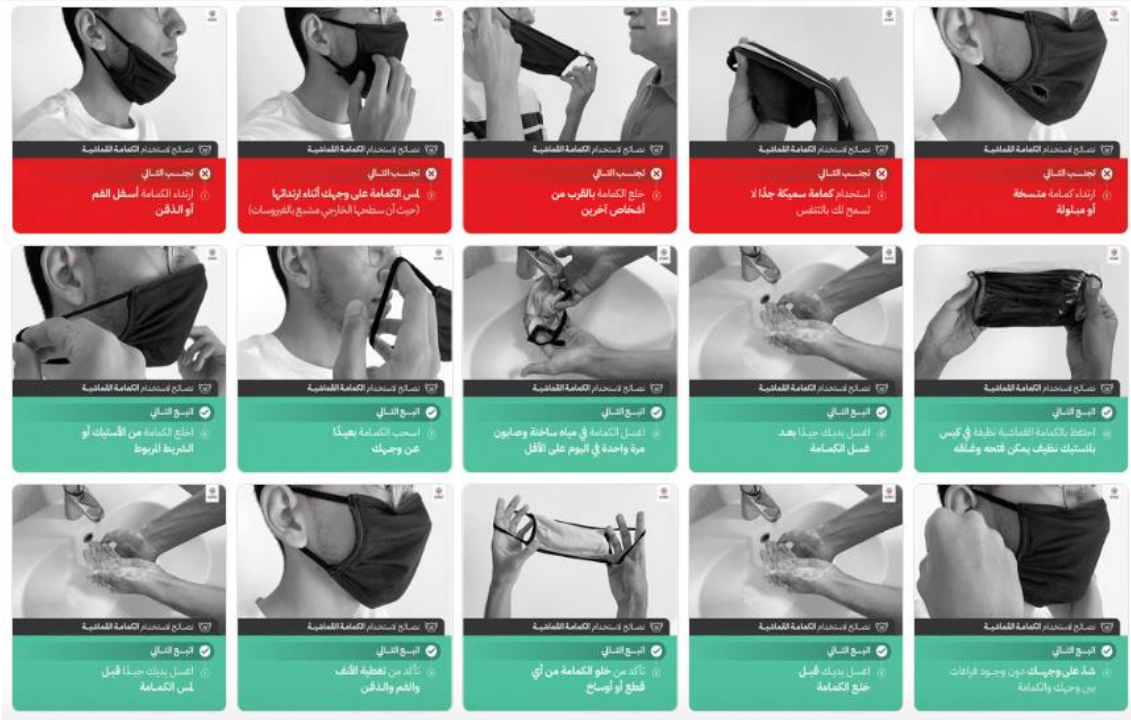 نصائح لاستخدام الكمامة القماشية
تجنب التالي
ارتداء كمامة متسخة
أو مبلولة
نصائح لاستخدام الكمامة القماشية
تجنب التالي
استخدام كمامة سميكة جدًا لا
تسمح لك بالتنفس
نصائح لاستخدام الكمامة القماشية
تجنب التالي
خلع الكمامة بالقرب من
أشخاص آخرين
نصائح لاستخدام الكمامة القماشية
تجنب التالي
لمس الكمامة على وجهك أثناء ارتدائها
(حيث أن سطحها الخارجي مشبع بالفيروسات)
نصائح لاستخدام الكمامة القماشية
تجنب التالي
ارتداء الكمامة أسفل الفم
أو الذقن
نصائح لاستخدام الكمامة القماشية
اتبع التالي
احتفظ بالكمامة القماشية نظيفة في كيس
بلاستيك نظيف يمكن فتحه وغلقه
نصائح لاستخدام الكمامة القماشية
اتبع التالي
اغسل يديك جيدًا بعد
غسل الكمامة
نصائح لاستخدام الكمامة القماشية
اتبع التالي
اغسل الكمامة في مياه ساخنة وصابون
مرة واحدة في اليوم على الأقل
نصائح لاستخدام الكمامة القماشية
اتبع التالي
اسحب الكمامة بعيدًا
عن وجهك
نصائح لاستخدام الكمامة القماشية
اتبع التالي
اخلع الكمامة من الأستيك أو
الشريط المربوط
نصائح لاستخدام الكمامة القماشية
اتبع التالي
شدّ على وجهك دون وجود فراغات
بين وجهك والكمامة
نصائح لاستخدام الكمامة القماشية
اتبع التالي
اغسل يديك قبل
خلع الكمامة
نصائح لاستخدام الكمامة القماشية
اتبع التالي
تأكد من خلو الكمامة من أي
قطع أو أوساخ
نصائح لاستخدام الكمامة القماشية
اتبع التالي
تأكد من تغطية الأنف
والفم والذقن
نصائح لاستخدام الكمامة القماشية
اتبع التالي
اغسل يديك جيدًا قبل
لمس الكمامة